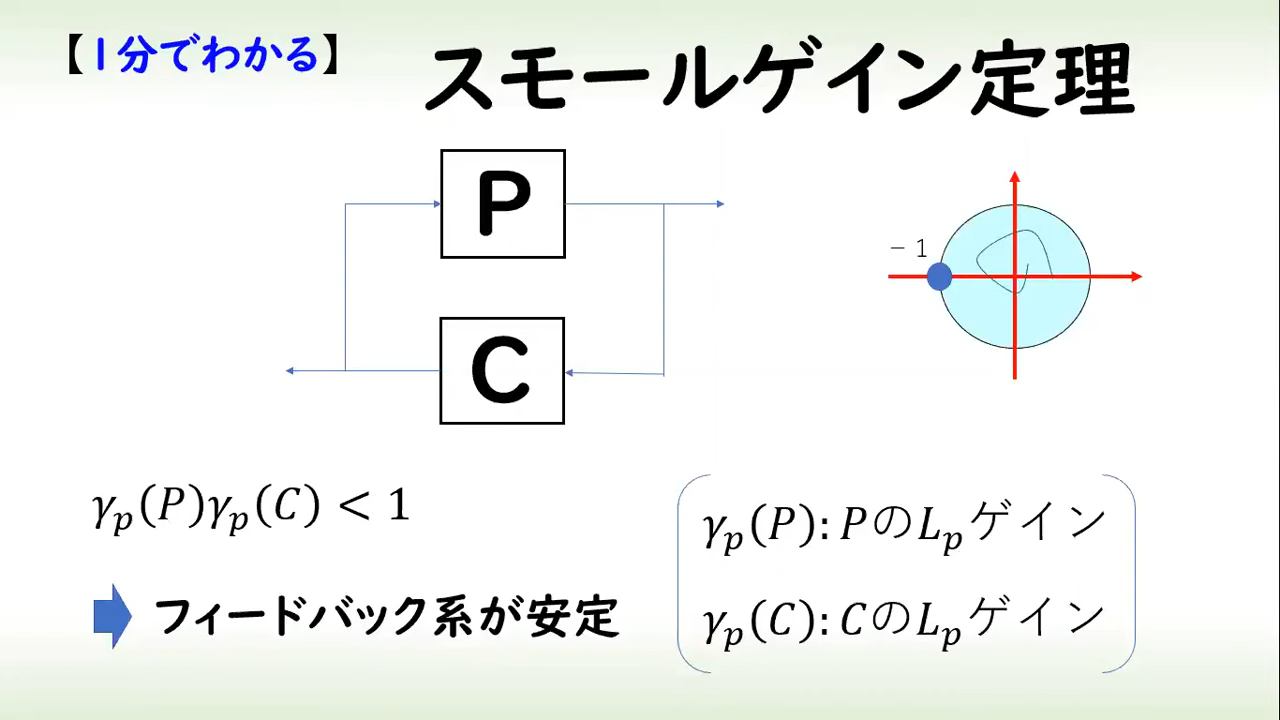 【1分でわかる】
スモールゲイン定理
P
C
－1
γ_p(P)γ_p(C) < 1
フィードバック系が安定
γ_p(P): PのL_pゲイン
γ_p(C): CのL_pゲイン